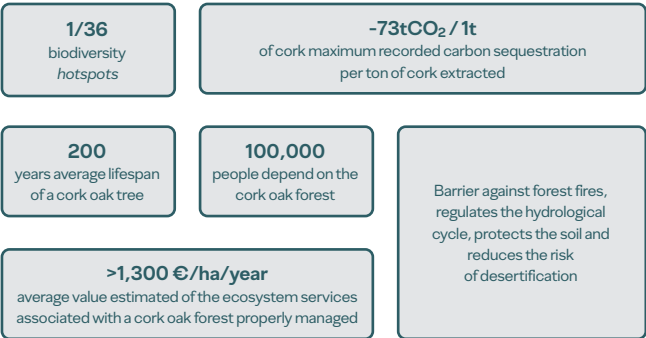 1/36
biodiversity
hotspots
-73tCO₂ / 1t
of cork maximum recorded carbon sequestration
per ton of cork extracted
200
years average lifespan
of a cork oak tree
100,000
people depend on the
cork oak forest
Barrier against forest fires,
regulates the hydrological
cycle, protects the soil and
reduces the risk
of desertification
>1,300 €/ha/year
average value estimated of the ecosystem services
associated with a cork oak forest properly managed